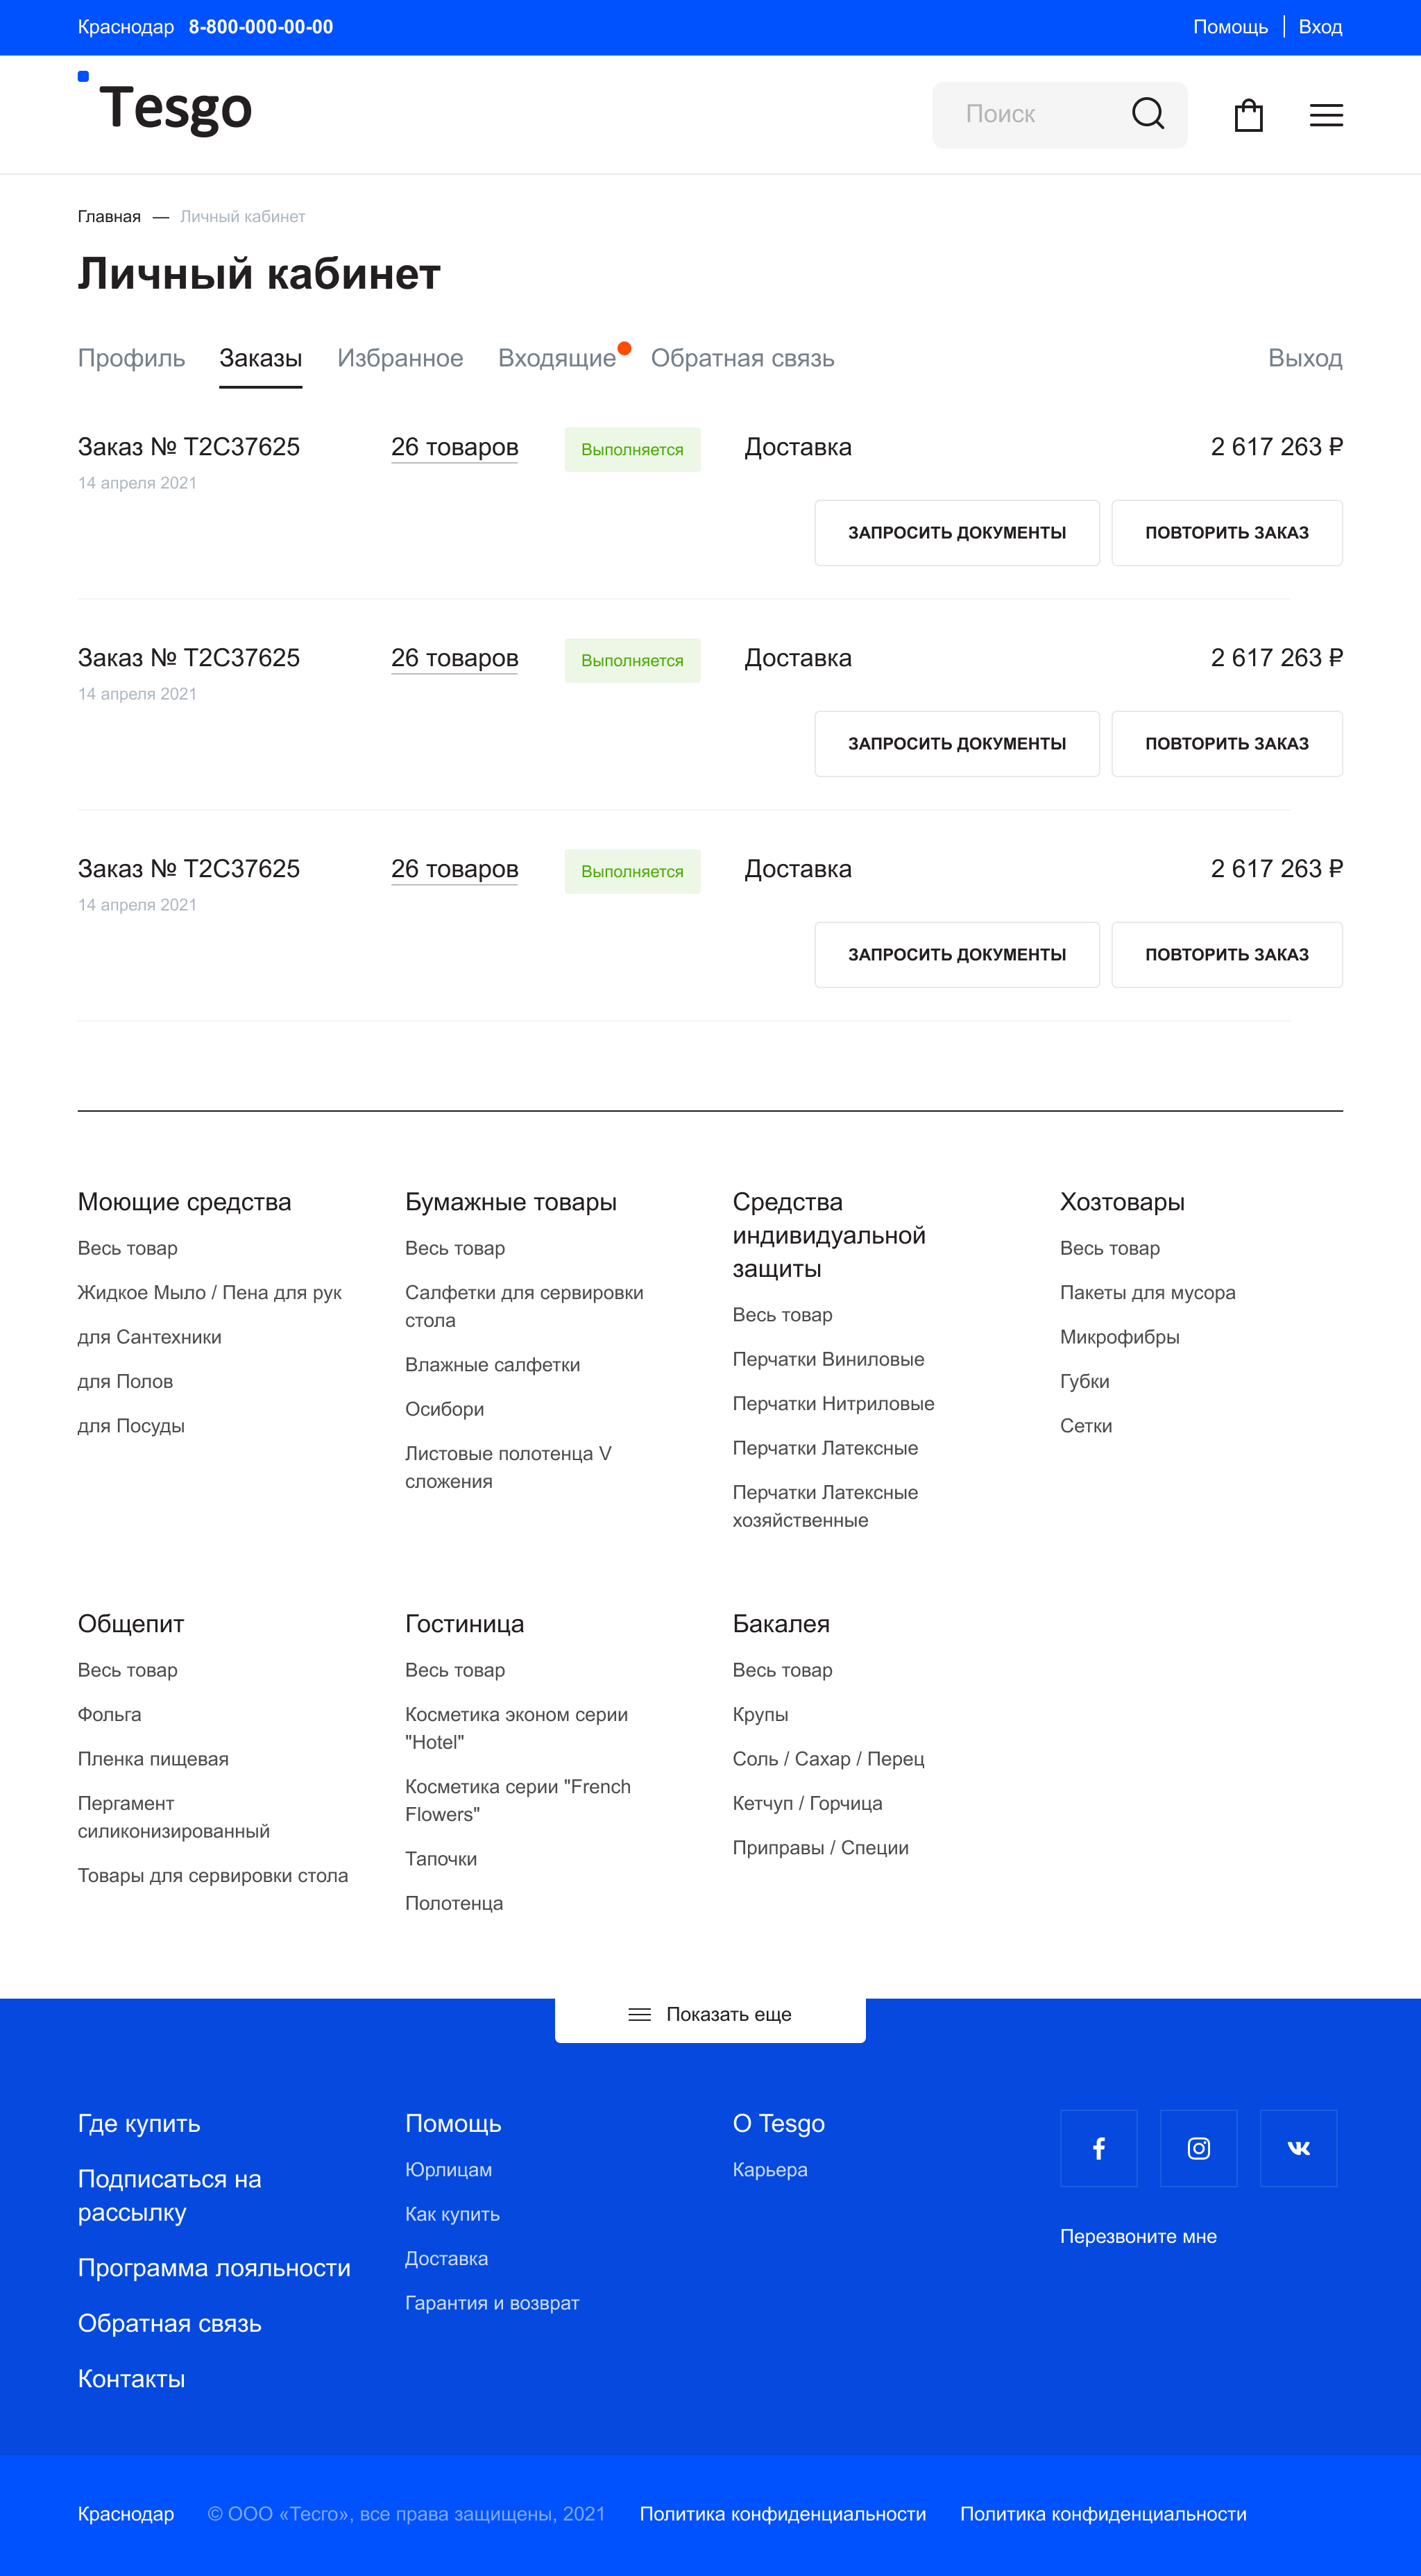 Краснодар 8-800-000-00-00 Помощь Вход
Tesgo Поиск
Главная — Личный кабинет
Личный кабинет
Профиль Заказы Избранное Входящие Обратная связь Выход
Заказ № Т2С37625 26 товаров Выполняется Доставка 2 617 263 ₽
14 апреля 2021
ЗАПРОСИТЬ ДОКУМЕНТЫ ПОВТОРИТЬ ЗАКАЗ
Заказ № Т2С37625 26 товаров Выполняется Доставка 2 617 263 ₽
14 апреля 2021
ЗАПРОСИТЬ ДОКУМЕНТЫ ПОВТОРИТЬ ЗАКАЗ
Заказ № Т2С37625 26 товаров Выполняется Доставка 2 617 263 ₽
14 апреля 2021
ЗАПРОСИТЬ ДОКУМЕНТЫ ПОВТОРИТЬ ЗАКАЗ
Моющие средства
Весь товар
Жидкое Мыло / Пена для рук
для Сантехники
для Полов
для Посуды
Бумажные товары
Весь товар
Салфетки для сервировки
стола
Влажные салфетки
Осибори
Листовые полотенца V
сложения
Средства
индивидуальной
защиты
Весь товар
Перчатки Виниловые
Перчатки Нитриловые
Перчатки Латексные
Перчатки Латексные
хозяйственные
Хозтовары
Весь товар
Пакеты для мусора
Микрофибры
Губки
Сетки
Общепит
Весь товар
Фольга
Пленка пищевая
Пергамент
силиконизированный
Товары для сервировки стола
Гостиница
Весь товар
Косметика эконом серии
"Hotel"
Косметика серии "French
Flowers"
Тапочки
Полотенца
Бакалея
Весь товар
Крупы
Соль / Сахар / Перец
Кетчуп / Горчица
Приправы / Специи
Показать еще
Где купить
Подписаться на
рассылку
Программа лояльности
Обратная связь
Контакты
Помощь
Юрлицам
Как купить
Доставка
Гарантия и возврат
О Tesgo
Карьера
Перезвоните мне
Краснодар © ООО «Тесго», все права защищены, 2021 Политика конфиденциальности Политика конфиденциальности